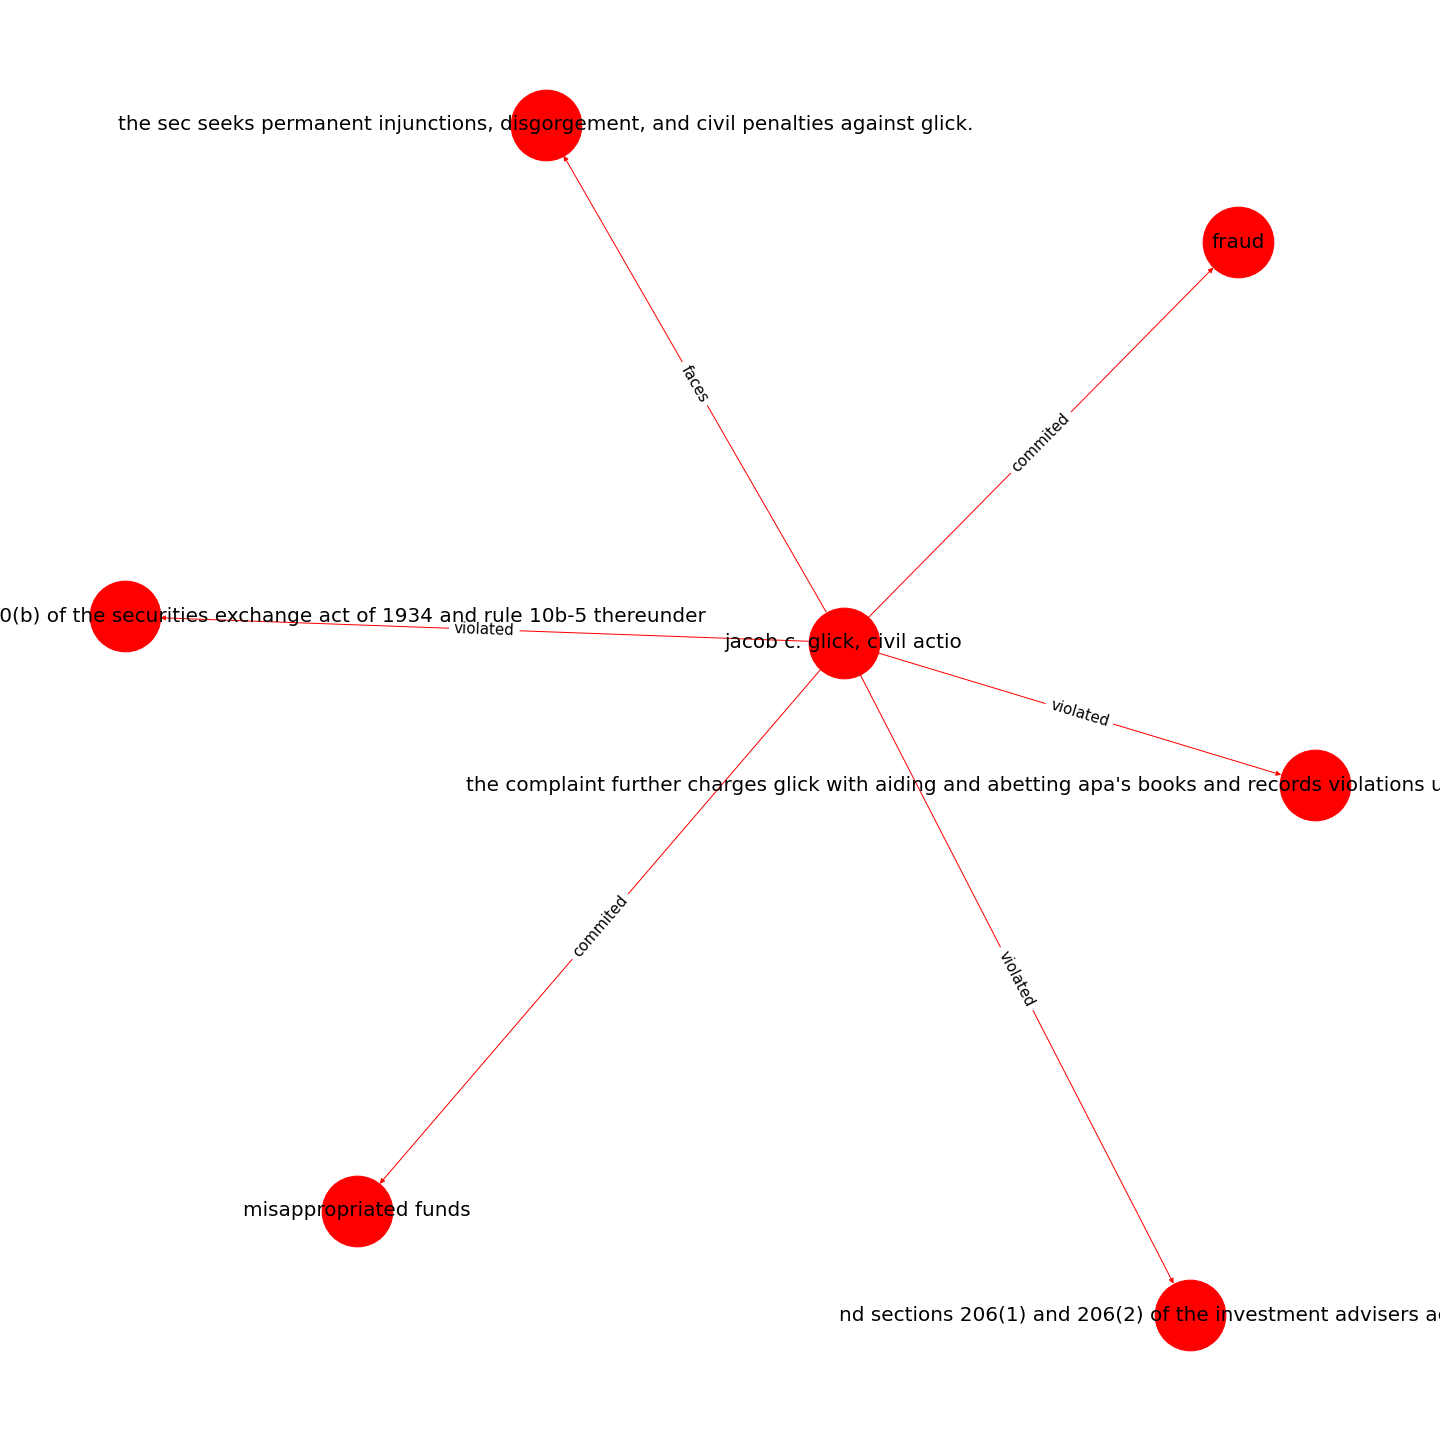 the sec seeks permanent injunctions, disgorgement, and civil penalties against glick.
fraud
faces
commited
0(b) of the securities exchange act of 1934 and rule 10b-5 thereunder
violated
jacob c. glick, civil actio
violated
the complaint further charges glick with aiding and abetting apa's books and records violations u
commited
violated
misappropriated funds
nd sections 206(1) and 206(2) of the investment advisers